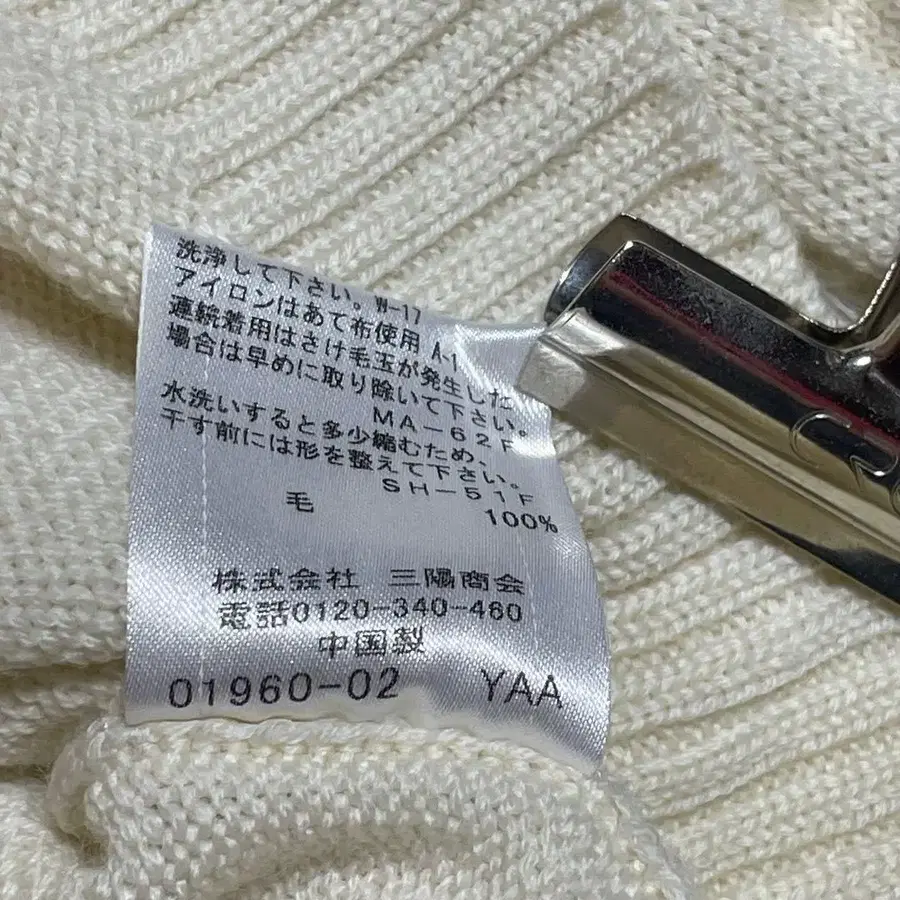 洗浄して下さい。W-17
アイロンはあて布使用 A-1
連続着用はさけ毛玉が発生した
場合は早めに取り除いて下さい。
MA-62F
水洗いすると多少縮むため、
干す前には形を整えて下さい。
SH-51F
毛 100%
株式会社 三陽商会
電話0120-340-460
中国製
01960-02 YAA